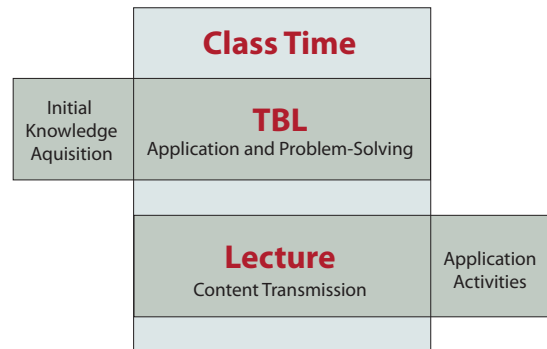 Class Time
Initial
Knowledge
Aquisition
TBL
Application and Problem-Solving
Lecture
Content Transmission
Application
Activities